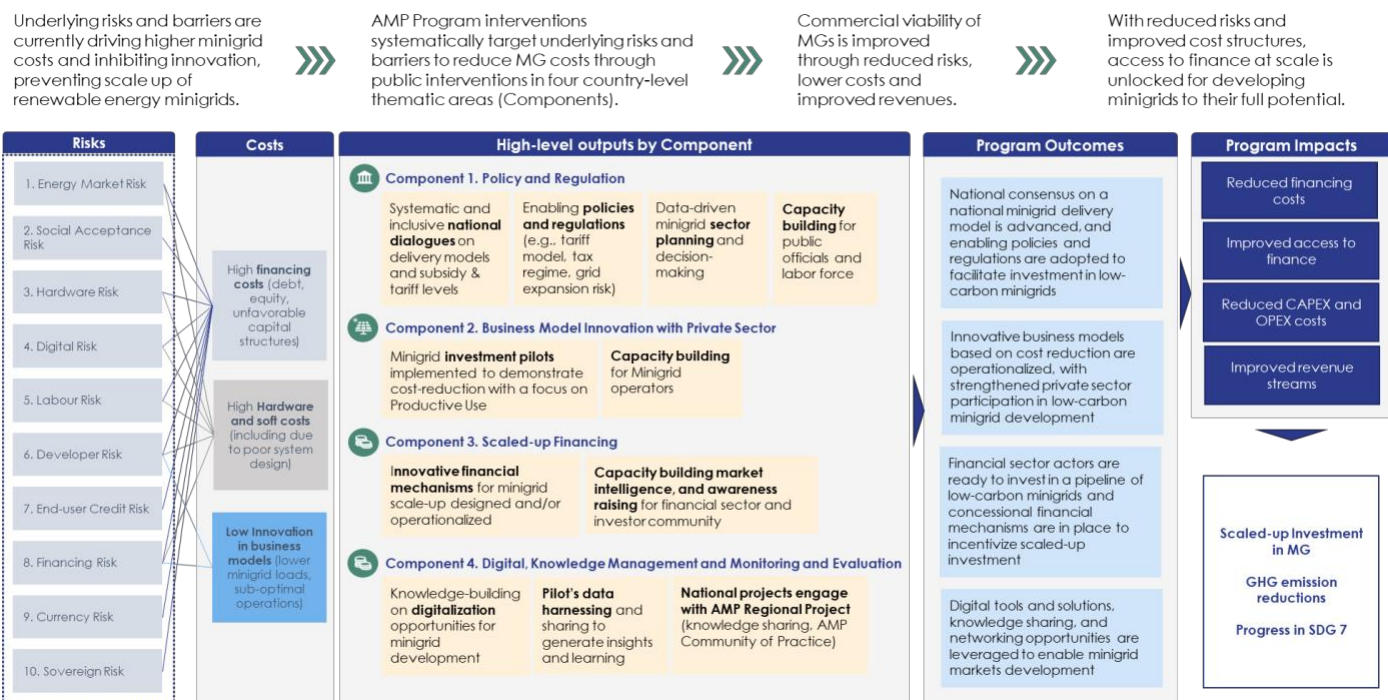 Underlying risks and barriers are
currently driving higher minigrid
costs and inhibiting innovation,
preventing scale up of
renewable energy minigrids.
AMP Program interventions
systematically target underlying risks and
barriers to reduce MG costs through
public interventions in four country-level
thematic areas (Components).
Commercial viability of
MGs is improved
through reduced risks,
lower costs and
improved revenues.
With reduced risks and
improved cost structures,
access to finance at scale is
unlocked for developing
minigrids to their full potential.
Risks
1. Energy Market Risk
2. Social Acceptance
Risk
3. Hardware Risk
4. Digital Risk
5. Labour Risk
6. Developer Risk
7. End-user Credit Risk
8. Financing Risk
9. Currency Risk
10. Sovereign Risk
Costs
High financing
costs (debt,
equity,
unfavorable
capital
structures)
High Hardware
and soft costs
(including due
to poor system
design)
Low Innovation
in business
models (lower
minigrid loads,
sub-optimal
operations)
High-level outputs by Component
Component 1. Policy and Regulation
Systematic and
inclusive national
dialogues on
delivery models
and subsidy &
tariff levels
Enabling policies
and regulations
(e.g., tariff
model, tax
regime, grid
expansion risk)
Data-driven
minigrid sector
planning and
decision-
making
Capacity
building for
public
officials and
labor force
Component 2. Business Model Innovation with Private Sector
Minigrid investment pilots
implemented to demonstrate
cost-reduction with a focus on
Productive Use
Capacity building
for Minigrid
operators
Component 3. Scaled-up Financing
Innovative financial
mechanisms for minigrid
scale-up designed and/or
operationalized
Capacity building market
intelligence, and awareness
raising for financial sector and
investor community
Component 4. Digital, Knowledge Management and Monitoring and Evaluation
Knowledge-building
on digitalization
opportunities for
minigrid
development
Pilot's data
harnessing and
sharing to
generate insights
and learning
National projects engage
with AMP Regional Project
(knowledge sharing, AMP
Community of Practice)
Program Outcomes
National consensus on a
national minigrid delivery
model is advanced, and
enabling policies and
regulations are adopted to
facilitate investment in low-
carbon minigrids
Innovative business models
based on cost reduction are
operationalized, with
strengthened private sector
participation in low-carbon
minigrid development
Financial sector actors are
ready to invest in a pipeline of
low-carbon minigrids and
concessional financial
mechanisms are in place to
incentivize scaled-up
investment
Digital tools and solutions,
knowledge sharing, and
networking opportunities are
leveraged to enable minigrid
markets development
Program Impacts
Reduced financing
costs
Improved access to
finance
Reduced CAPEX and
OPEX costs
Improved revenue
streams
Scaled-up Investment
in MG
GHG emission
reductions
Progress in SDG 7